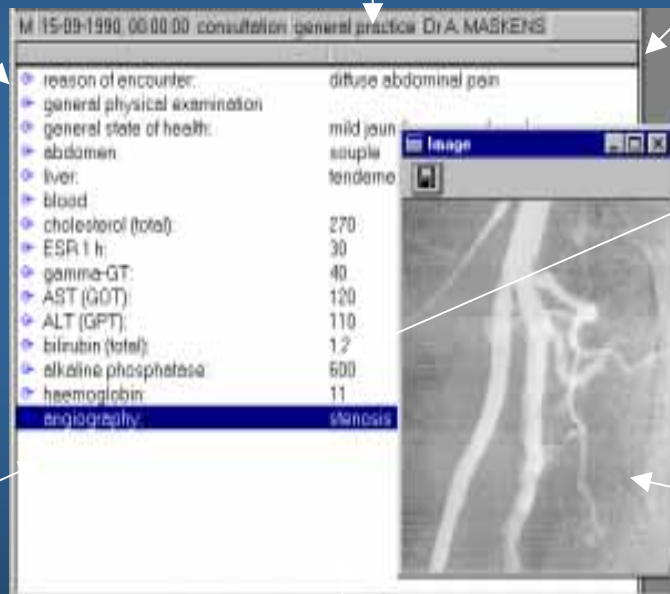 M 15-09-1990, 00:00:00 consultation general practice Dr A. MASKENS
reason of encounter: diffuse abdominal pain
general physical examination
general state of health: mild jaun
abdomen souple
liver: tenderne
blood
cholesterol (total): 270
ESR 1 h: 30
gamma-GT: 40
AST (GOT): 120
ALT (GPT): 110
bilirubin (total): 1.2
alkaline phosphatase: 600
haemoglobin: 11
angiography: stenosis
Image